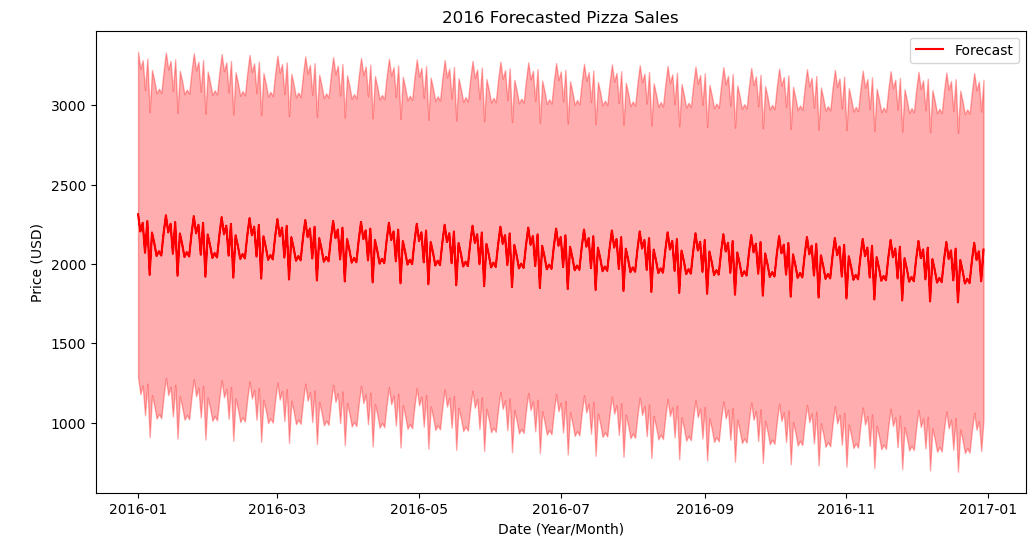 2016 Forecasted Pizza Sales
Forecast
Price (USD)
3000
2500
2000
1500
1000
2016-01 2016-03 2016-05 2016-07 2016-09 2016-11 2017-01
Date (Year/Month)